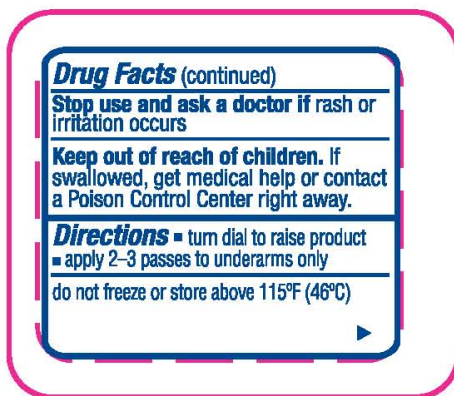 Drug Facts (continued)
Stop use and ask a doctor if rash or
irritation occurs
Keep out of reach of children. If
swallowed, get medical help or contact
a Poison Control Center right away.
Directions ▪ turn dial to raise product
▪ apply 2–3 passes to underarms only
do not freeze or store above 115ºF (46ºC)